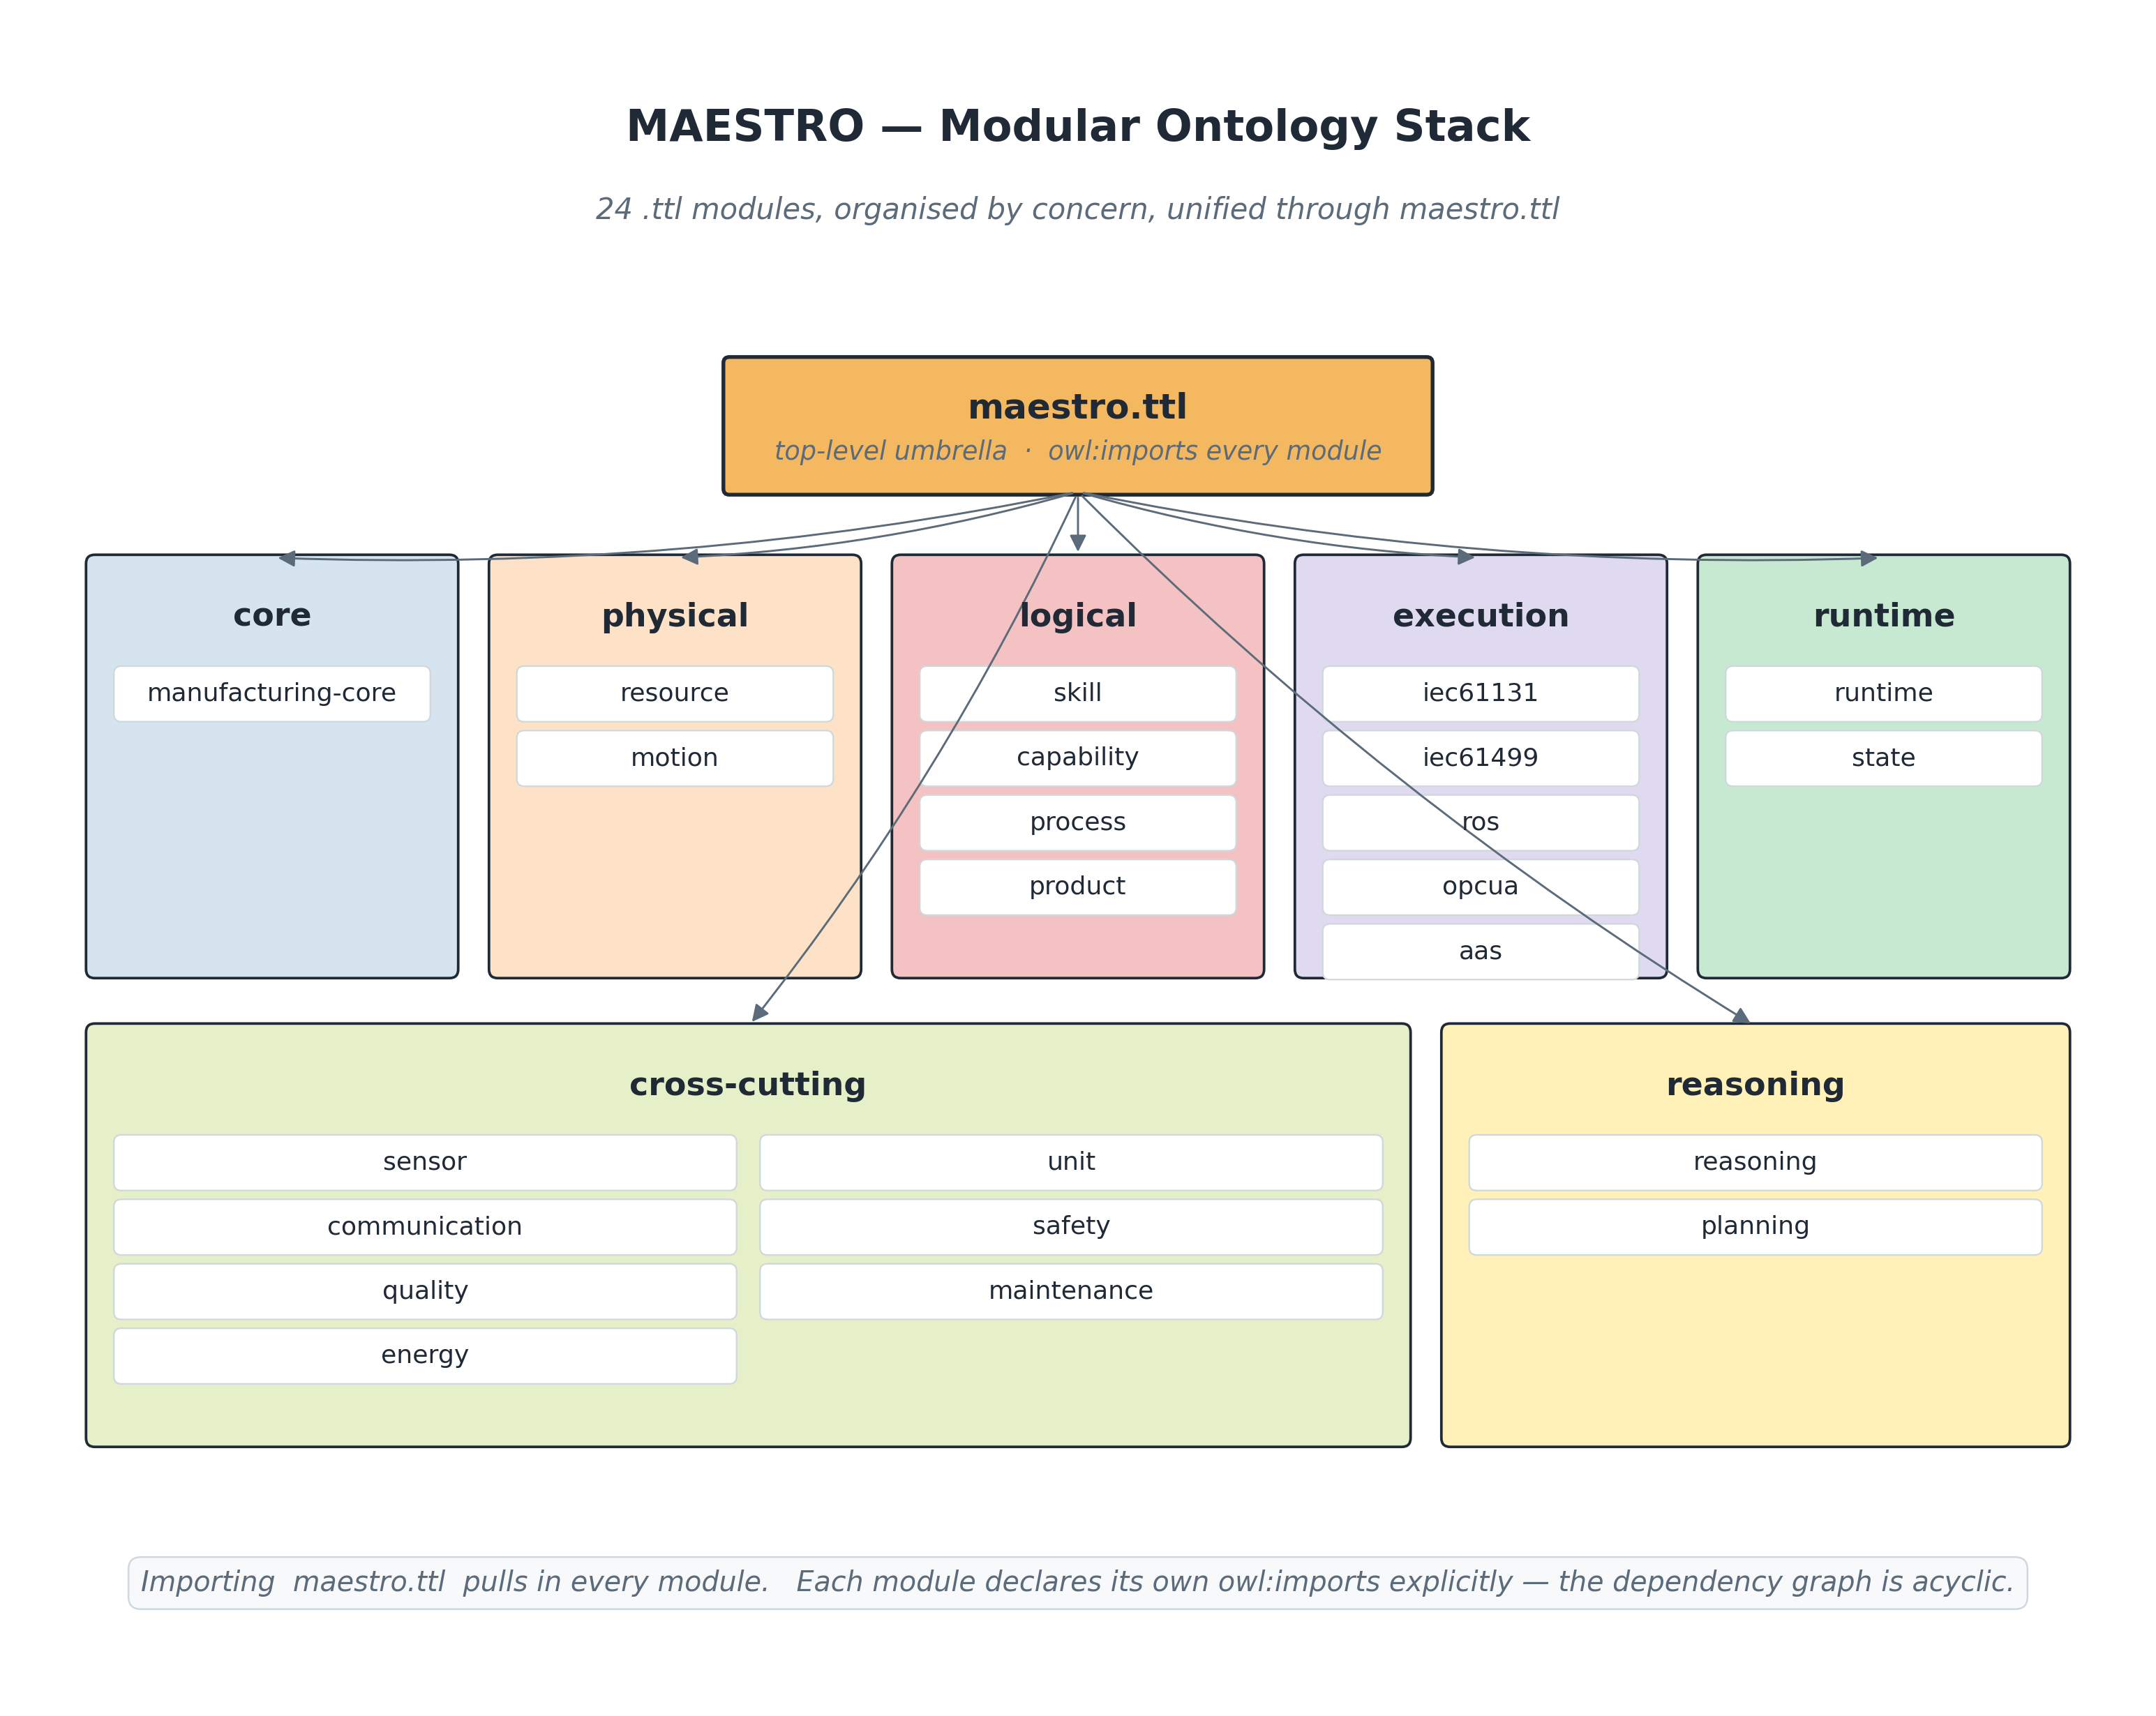 MAESTRO — Modular Ontology Stack
24 .ttl modules, organised by concern, unified through maestro.ttl
maestro.ttl
top-level umbrella · owl:imports every module
core
manufacturing-core
physical
resource
motion
logical
skill
capability
process
product
execution
iec61131
iec61499
ros
opcua
aas
runtime
runtime
state
cross-cutting
sensor
communication
quality
energy
unit
safety
maintenance
reasoning
reasoning
planning
Importing maestro.ttl pulls in every module. Each module declares its own owl:imports explicitly — the dependency graph is acyclic.